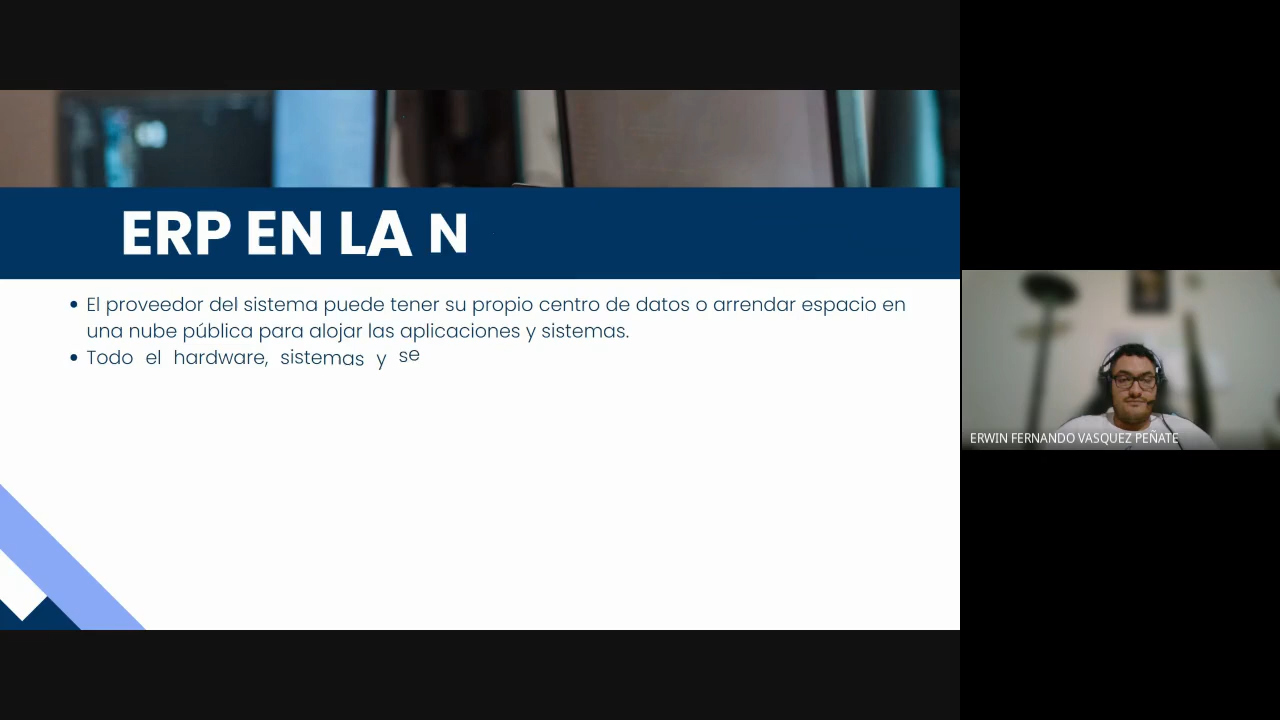 ERP EN LA N
• El proveedor del sistema puede tener su propio centro de datos o arrendar espacio en
una nube pública para alojar las aplicaciones y sistemas.
• Todo el hardware, sistemas y se
ERWIN FERNANDO VASQUEZ PEÑATE